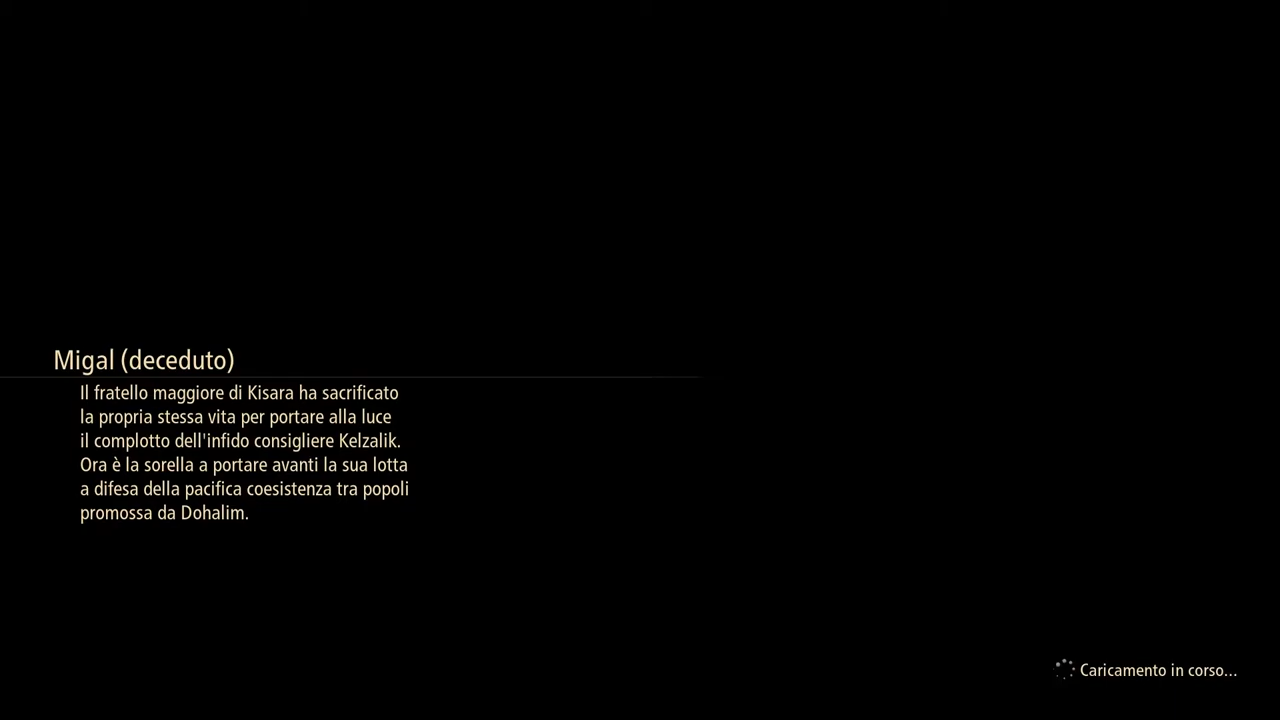 Migal (deceduto)
Il fratello maggiore di Kisara ha sacrificato
la propria stessa vita per portare alla luce
il complotto dell'infido consigliere Kelzalik.
Ora è la sorella a portare avanti la sua lotta
a difesa della pacifica coesistenza tra popoli
promossa da Dohalim.
Caricamento in corso...